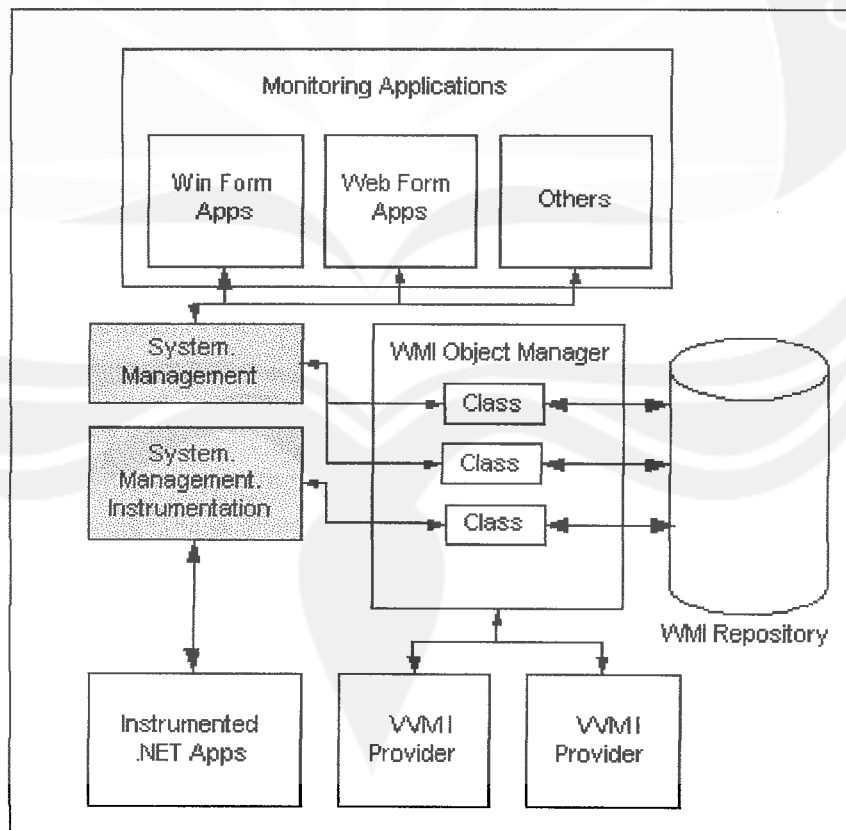 Monitoring Applications
Win Form
Apps
Web Form
Apps
Others
System.
Management
WMI Object Manager
Class
System.
Management.
Instrumentation
Class
Class
WMI Repository
Instrumented
.NET Apps
WMI
Provider
WMI
Provider